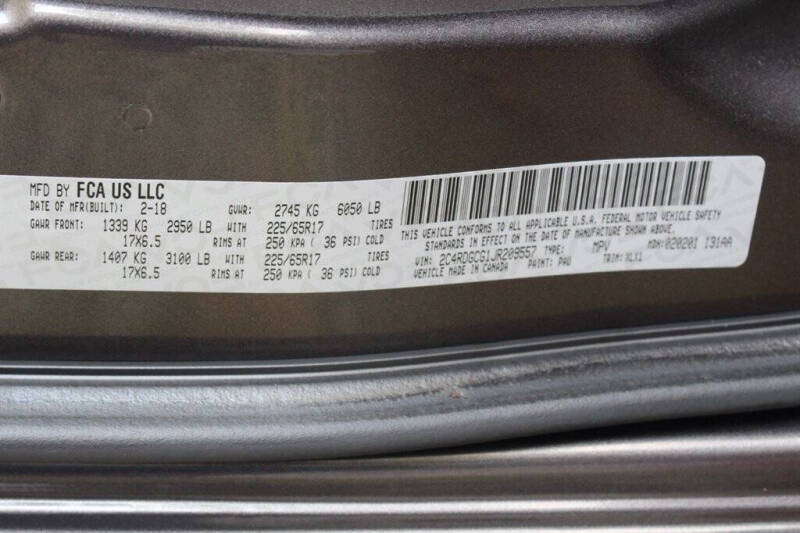 MFD BY FCA US LLC
DATE OF MFR(BUILT): 2-18 GVWR: 2745 KG 6050 LB
GAWR FRONT: 1339 KG 2950 LB WITH 225/65R17 TIRES
17X6.5 RIMS AT 250 KPA ( 36 PSI) COLD
GAWR REAR: 1407 KG 3100 LB WITH 225/65R17 TIRES
17X6.5 RIMS AT 250 KPA ( 36 PSI) COLD
THIS VEHICLE CONFORMS TO ALL APPLICABLE U.S.A. FEDERAL MOTOR VEHICLE SAFETY
STANDARDS IN EFFECT ON THE DATE OF MANUFACTURE SHOWN ABOVE.
VIN: 2C4RDGCG1JR209557 TYPE: MPV MDH: 020201 131AA
VEHICLE MADE IN CANADA PAINT: PAU TRIM: XLX1